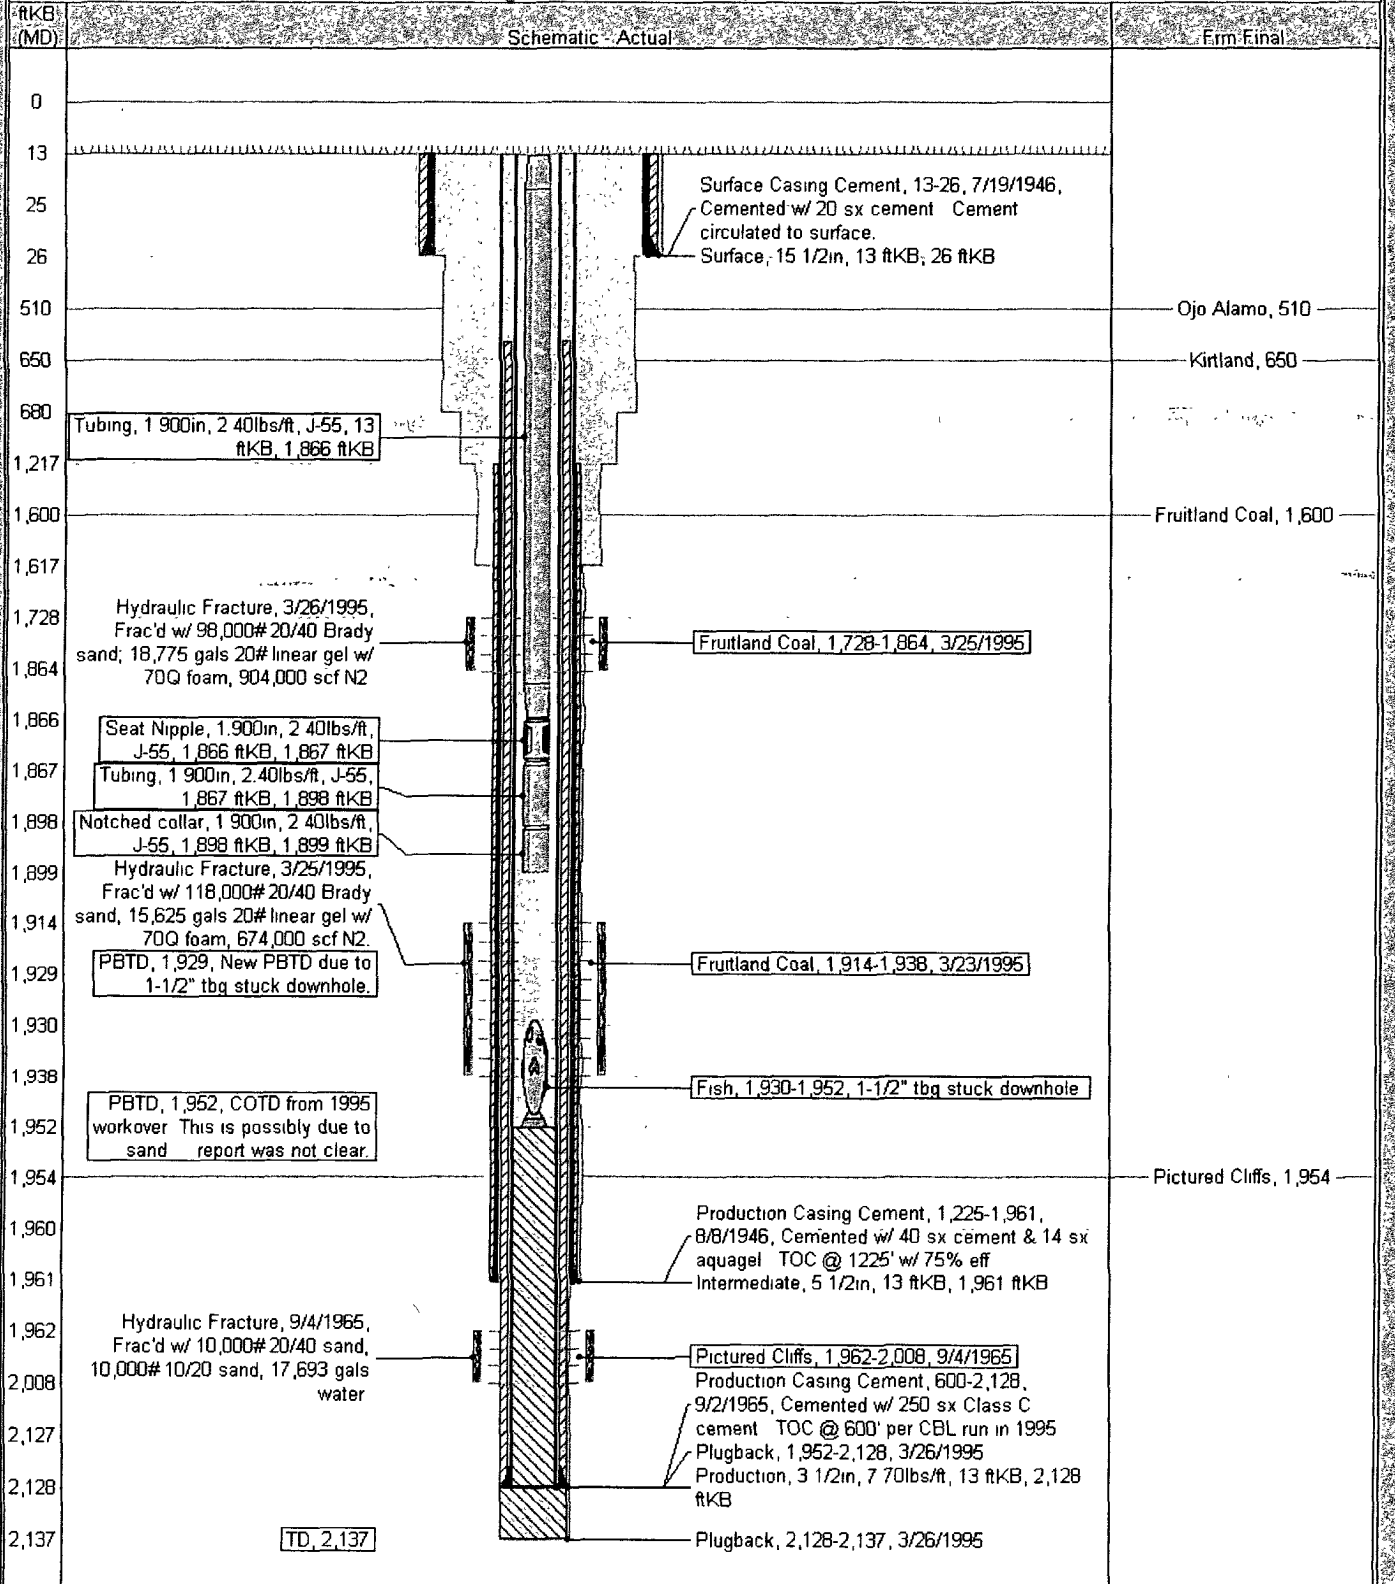 ftKB
(MD)
Schematic - Actual
Frm Final
0
13
25
26
510
650
680
1,217
1,600
1,617
1,728
1,864
1,866
1,867
1,898
1,899
1,914
1,929
1,930
1,938
1,952
1,954
1,960
1,961
1,962
2,008
2,127
2,128
2,137
Surface Casing Cement, 13-26, 7/19/1946,
Cemented w/ 20 sx cement Cement
circulated to surface.
Surface, 15 1/2in, 13 ftKB, 26 ftKB
Ojo Alamo, 510
Kirtland, 650
Tubing, 1 900in, 2 40lbs/ft, J-55, 13
ftKB, 1,866 ftKB
Fruitland Coal, 1,600
Hydraulic Fracture, 3/26/1995,
Frac'd w/ 98,000# 20/40 Brady
sand; 18,775 gals 20# linear gel w/
70Q foam, 904,000 scf N2
Fruitland Coal, 1,728-1,864, 3/25/1995
Seat Nipple, 1.900in, 2 40lbs/ft,
J-55, 1,866 ftKB, 1,867 ftKB
Tubing, 1 900in, 2.40lbs/ft, J-55,
1,867 ftKB, 1,898 ftKB
Notched collar, 1 900in, 2 40lbs/ft,
J-55, 1,898 ftKB, 1,899 ftKB
Hydraulic Fracture, 3/25/1995,
Frac'd w/ 118,000# 20/40 Brady
sand, 15,625 gals 20# linear gel w/
70Q foam, 674,000 scf N2.
PBTD, 1,929, New PBTD due to
1-1/2" tbg stuck downhole.
Fruitland Coal, 1,914-1,938, 3/23/1995
Fish, 1,930-1,952, 1-1/2" tbg stuck downhole
PBTD, 1,952, COTD from 1995
workover This is possibly due to
sand report was not clear.
Pictured Cliffs, 1,954
Production Casing Cement, 1,225-1,961,
8/8/1946, Cemented w/ 40 sx cement & 14 sx
aquagel TOC @ 1225' w/ 75% eff
Intermediate, 5 1/2in, 13 ftKB, 1,961 ftKB
Hydraulic Fracture, 9/4/1965,
Frac'd w/ 10,000# 20/40 sand,
10,000# 10/20 sand, 17,693 gals
water
Pictured Cliffs, 1,962-2,008, 9/4/1965
Production Casing Cement, 600-2,128,
9/2/1965, Cemented w/ 250 sx Class C
cement TOC @ 600' per CBL run in 1995
Plugback, 1,952-2,128, 3/26/1995
Production, 3 1/2in, 7 70lbs/ft, 13 ftKB, 2,128
ftKB
TD, 2,137
Plugback, 2,128-2,137, 3/26/1995